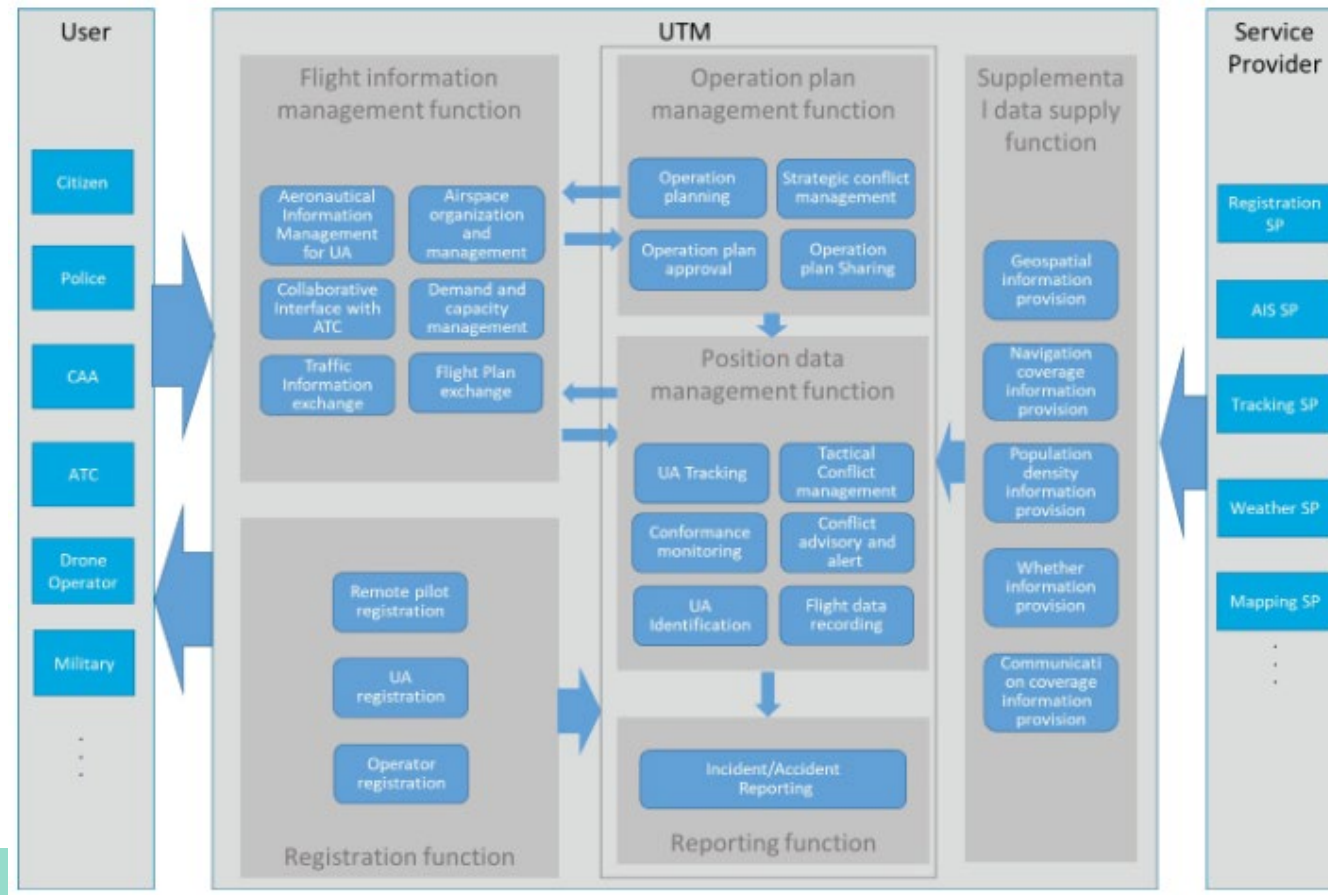 User
Citizen
Police
CAA
ATC
Drone
Operator
Military
UTM
Flight information
management function
Aeronautical
Information
Management
for UA
Airspace
organization
and
management
Collaborative
Interface with
ATC
Demand and
capacity
management
Traffic
Information
exchange
Flight Plan
exchange
Remote pilot
registration
UA
registration
Operator
registration
Registration function
Operation plan
management function
Operation
planning
Strategic conflict
management
Operation plan
approval
Operation
plan Sharing
Position data
management function
UA Tracking
Tactical
Conflict
management
Conformance
monitoring
Conflict
advisory and
alert
UA
Identification
Flight data
recording
Incident/Accident
Reporting
Reporting function
Supplementa
l data supply
function
Geospatial
information
provision
Navigation
coverage
information
provision
Population
density
information
provision
Whether
information
provision
Communicati
on coverage
information
provision
Service
Provider
Registration
SP
AIS SP
Tracking SP
Weather SP
Mapping SP